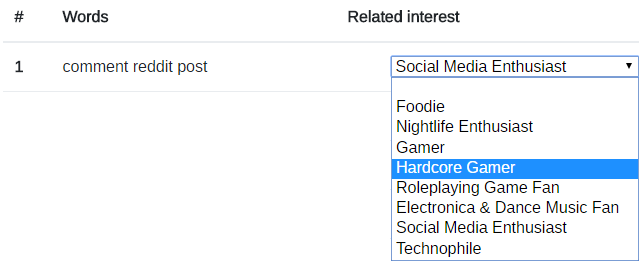 # Words Related interest
1 comment reddit post Social Media Enthusiast
Foodie
Nightlife Enthusiast
Gamer
Hardcore Gamer
Roleplaying Game Fan
Electronica & Dance Music Fan
Social Media Enthusiast
Technophile